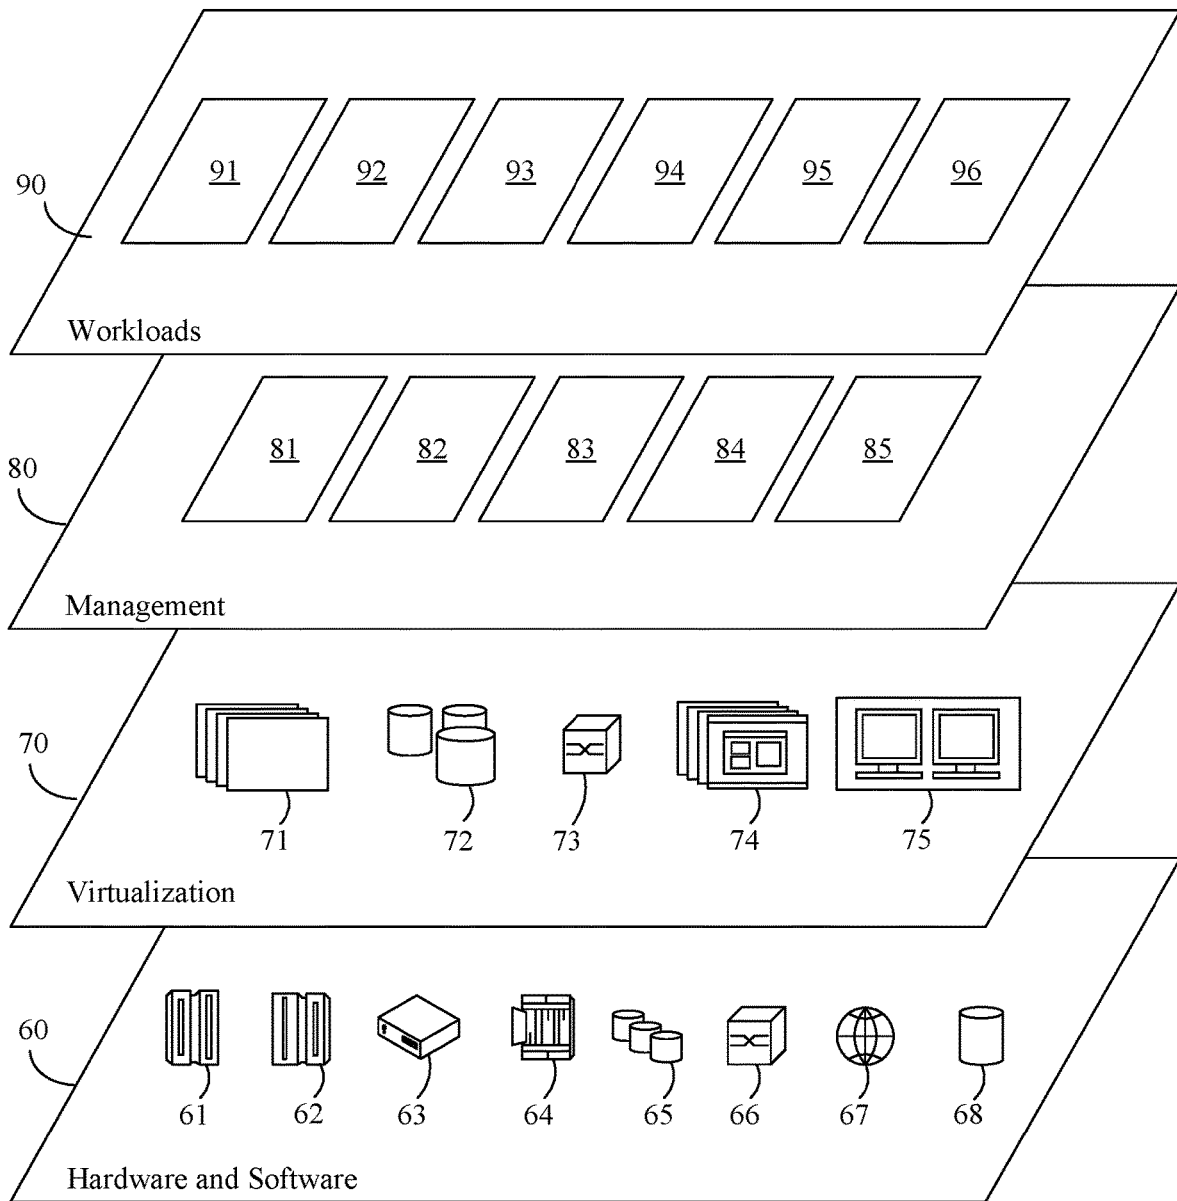 91 92 93 94 95 96
90
Workloads
81 82 83 84 85
80
Management
70
71 72 73 74 75
Virtualization
60
61 62 63 64 65 66 67 68
Hardware and Software